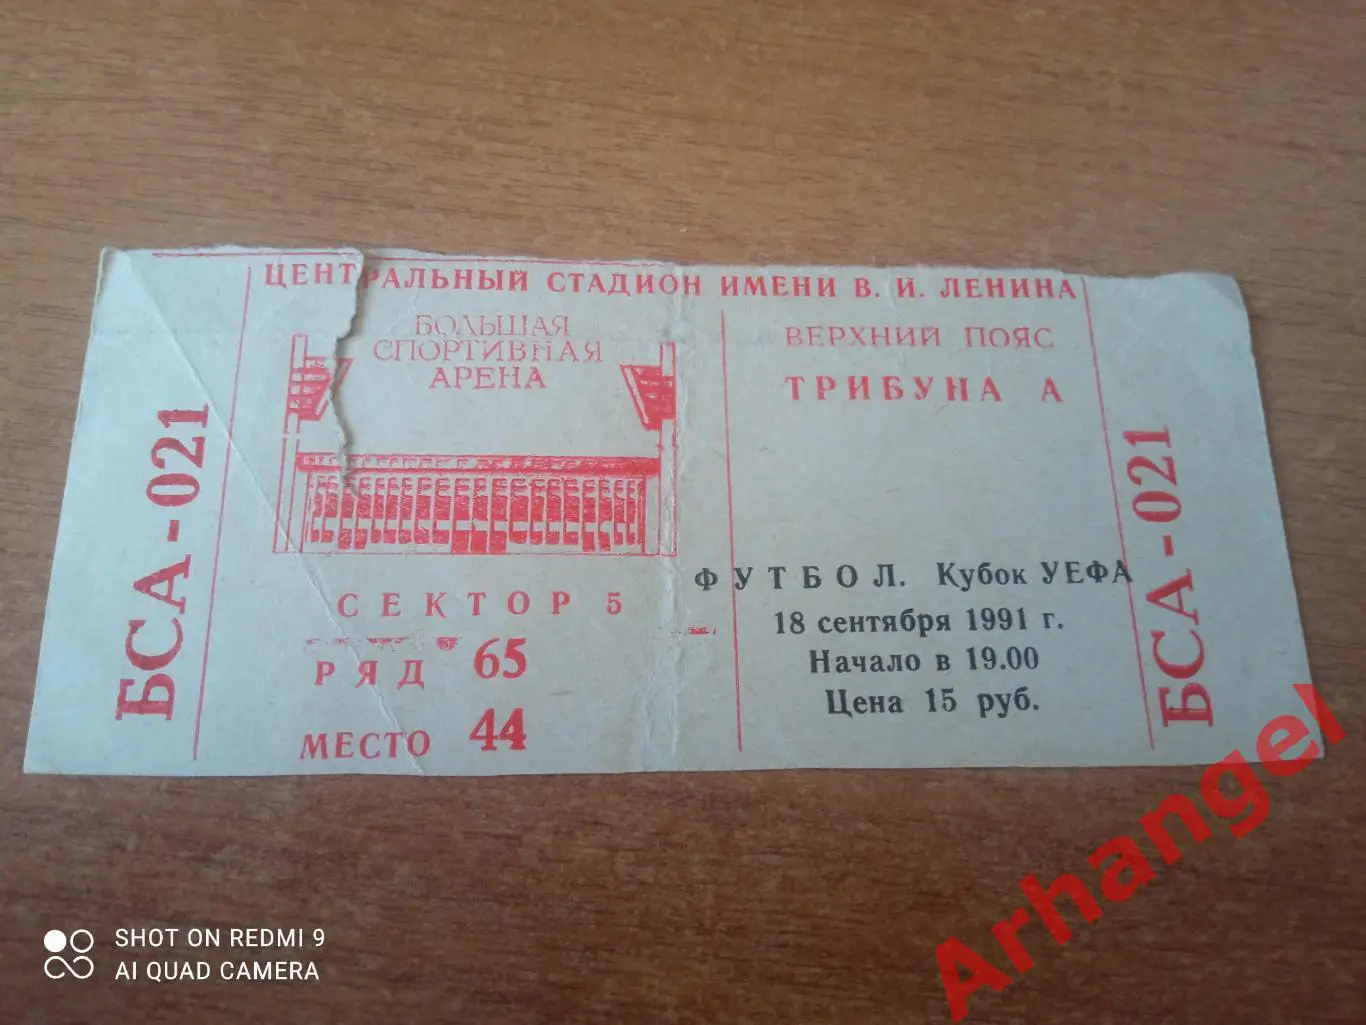 ЦЕНТРАЛЬНЫЙ СТАДИОН ИМЕНИ В. И. ЛЕНИНА
БСА-021
БОЛЬШАЯ
СПОРТИВНАЯ
АРЕНА
СЕКТОР 5
РЯД 65
МЕСТО 44
ВЕРХНИЙ ПОЯС
ТРИБУНА А
ФУТБОЛ. Кубок УЕФА
18 сентября 1991 г.
Начало в 19.00
Цена 15 руб.
БСА-021
SHOT ON REDMI 9
AI QUAD CAMERA
Arhangel